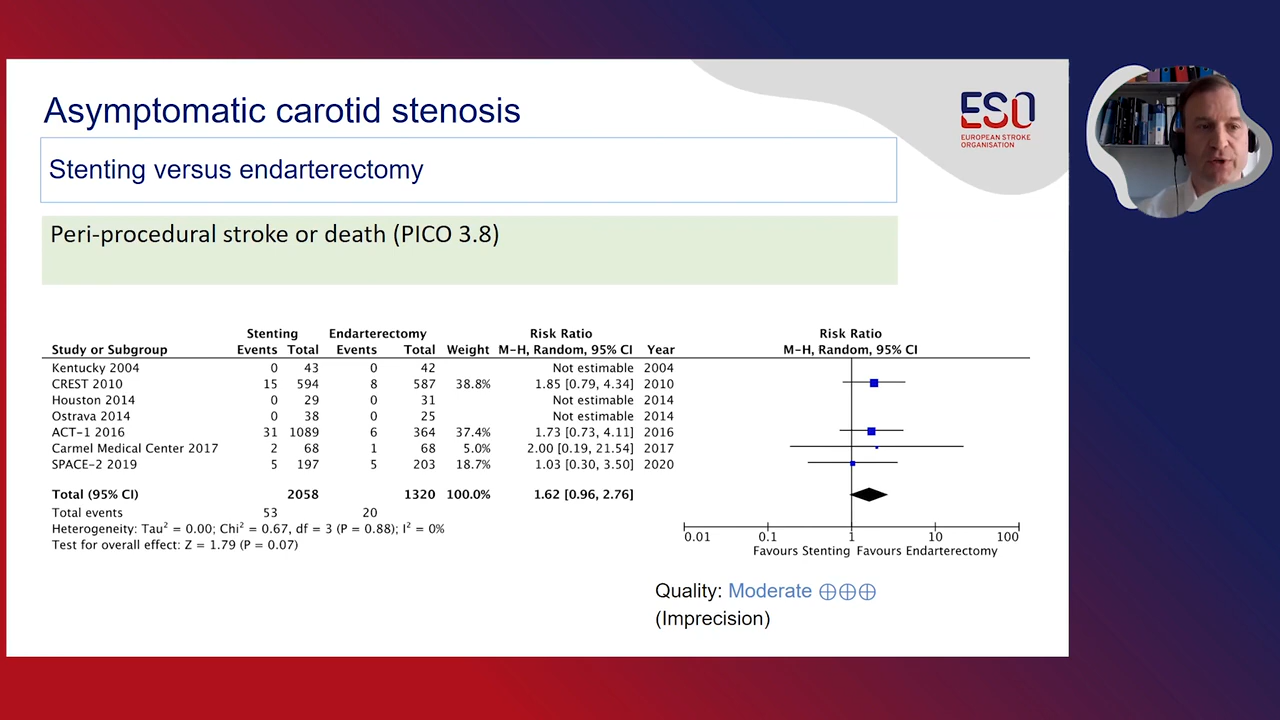 Asymptomatic carotid stenosis
ESO
EUROPEAN STROKE
ORGANISATION
Stenting versus endarterectomy
Peri-procedural stroke or death (PICO 3.8)
Stenting Endarterectomy Risk Ratio Risk Ratio
Study or Subgroup Events Total Events Total Weight M-H, Random, 95% CI Year M-H, Random, 95% CI
Kentucky 2004 0 43 0 42 Not estimable 2004
CREST 2010 15 594 8 587 38.8% 1.85 [0.79, 4.34] 2010
Houston 2014 0 29 0 31 Not estimable 2014
Ostrava 2014 0 38 0 25 Not estimable 2014
ACT-1 2016 31 1089 6 364 37.4% 1.73 [0.73, 4.11] 2016
Carmel Medical Center 2017 2 68 1 68 5.0% 2.00 [0.19, 21.54] 2017
SPACE-2 2019 5 197 5 203 18.7% 1.03 [0.30, 3.50] 2020
Total (95% CI) 2058 1320 100.0% 1.62 [0.96, 2.76]
Total events 53 20
Heterogeneity: Tau² = 0.00; Chi² = 0.67, df = 3 (P = 0.88); I² = 0%
Test for overall effect: Z = 1.79 (P = 0.07)
0.01 0.1 1 10 100
Favours Stenting Favours Endarterectomy
Quality: Moderate ⊕⊕⊕
(Imprecision)